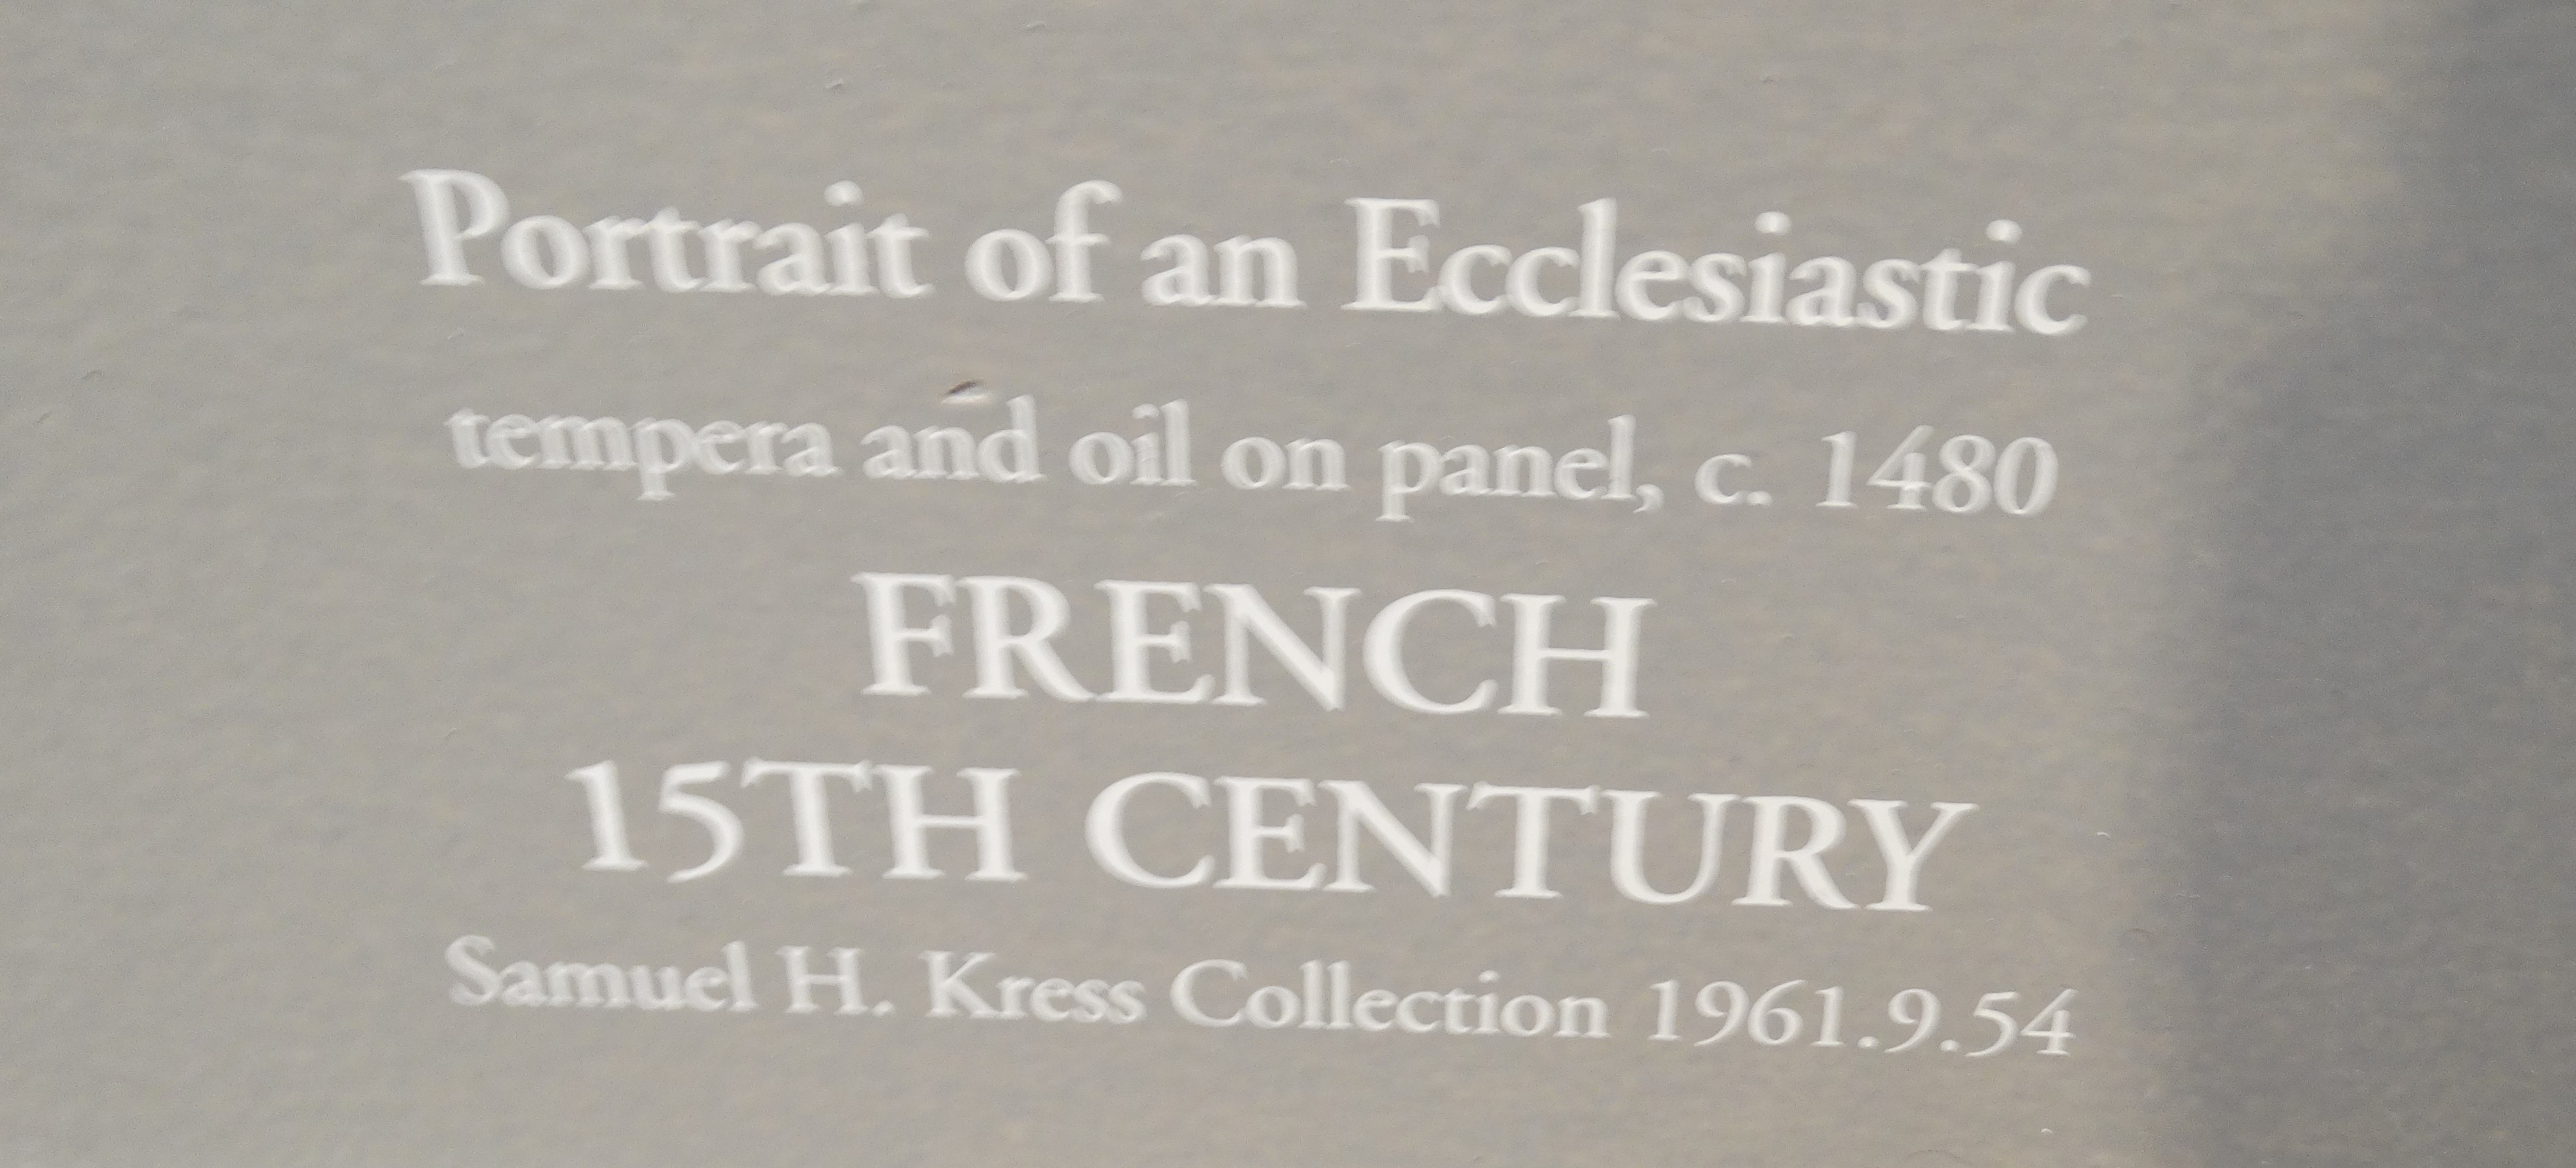 Portrait of an Ecclesiastic
tempera and oil on panel, c. 1480
FRENCH
15TH CENTURY
Samuel H. Kress Collection 1961.9.54